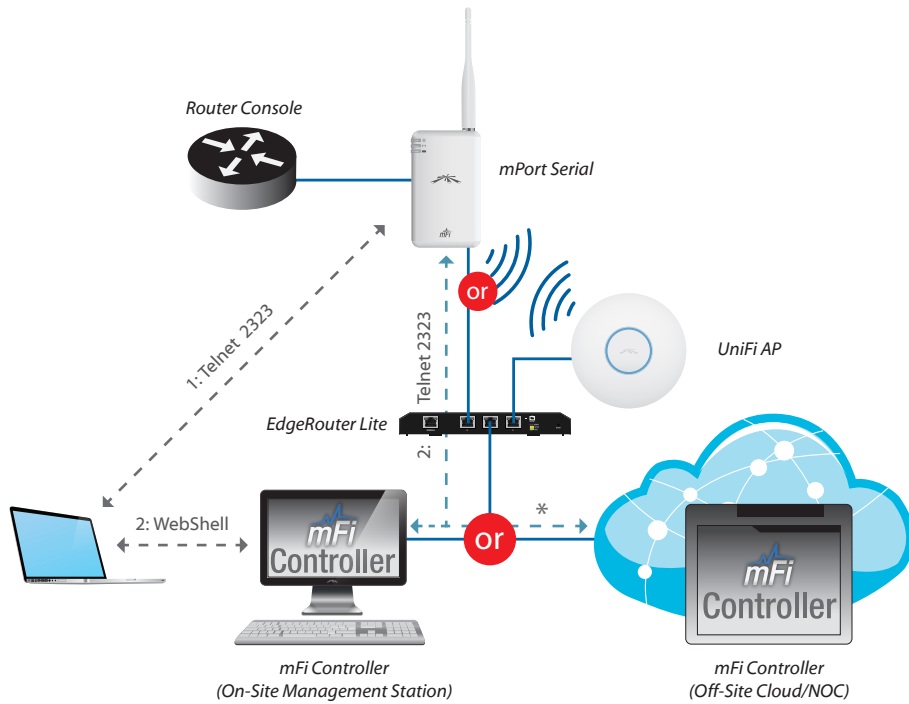 Router Console
mPort Serial
mFi
or
1: Telnet 2323
2: Telnet 2323
UniFi AP
EdgeRouter Lite
2: WebShell
*
or
mFi
Controller
mFi
Controller
mFi Controller
(On-Site Management Station)
mFi Controller
(Off-Site Cloud/NOC)